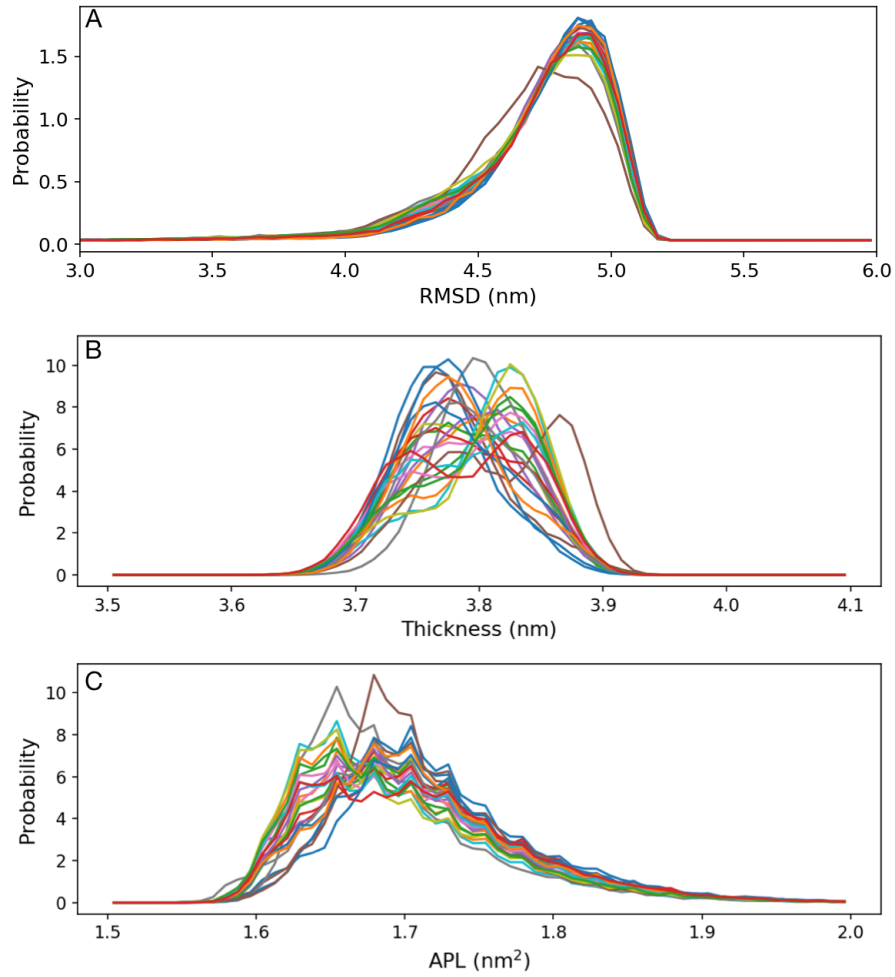 A
Probability
1.5
1.0
0.5
0.0
3.0 3.5 4.0 4.5 5.0 5.5 6.0
RMSD (nm)
B
Probability
10
8
6
4
2
0
3.5 3.6 3.7 3.8 3.9 4.0 4.1
Thickness (nm)
C
Probability
10
8
6
4
2
0
1.5 1.6 1.7 1.8 1.9 2.0
APL (nm²)